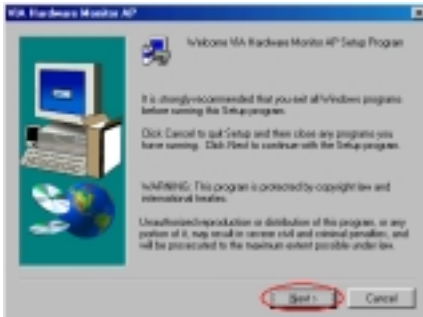 VIA Hardware Monitor AP
Welcome VIA Hardware Monitor AP Setup Program
It is strongly recommended that you exit all Windows programs
before running this Setup program.
Click Cancel to quit Setup and then close any programs you
have running. Click Next to continue with the Setup program.
WARNING: This program is protected by copyright law and
international treaties.
Unauthorized reproduction or distribution of this program, or any
portion of it, may result in severe civil and criminal penalties, and
will be prosecuted to the maximum extent possible under law.
Next >
Cancel